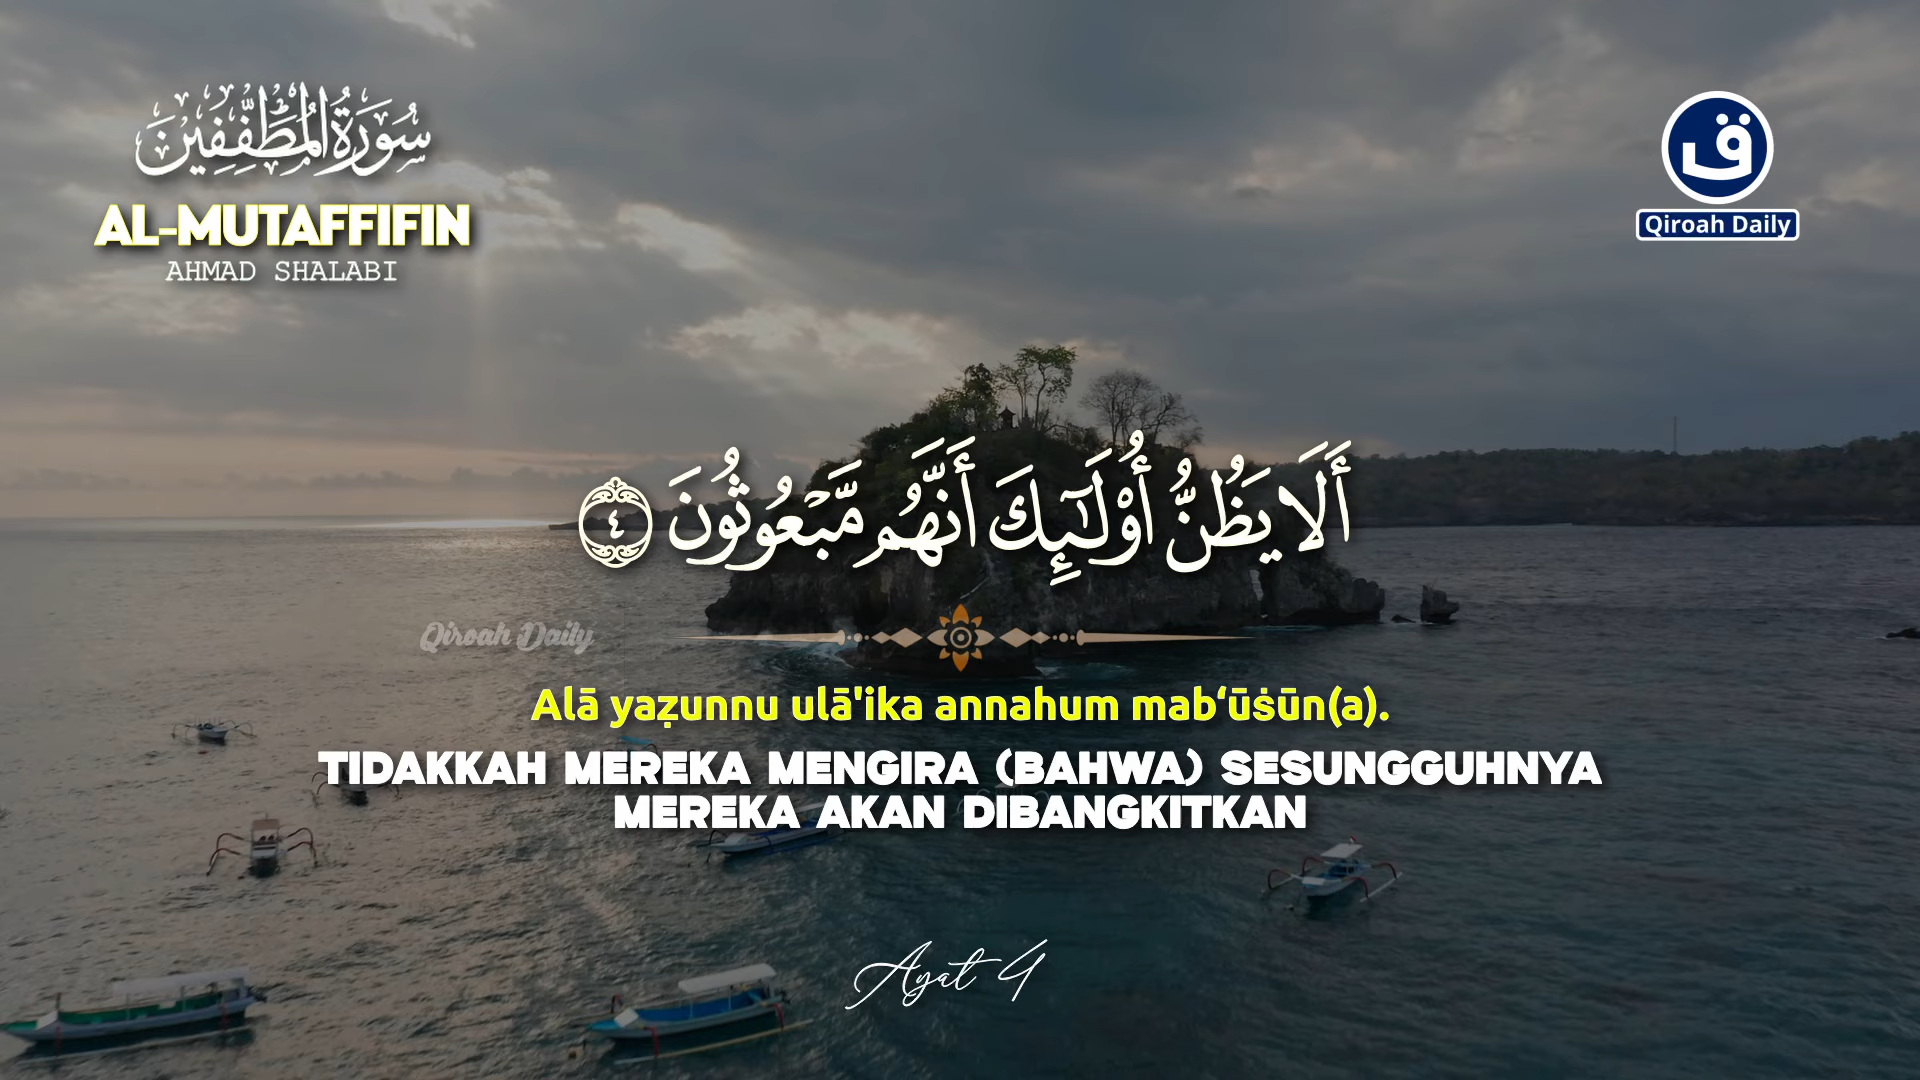 سُورَةُ الْمُطَفِّفِينَ
AL-MUTAFFIFIN
AHMAD SHALABI
ق
Qiroah Daily
أَلَا يَظُنُّ أُو۟لَـٰٓئِكَ أَنَّهُم مَّبْعُوثُونَ ٤
Qiroah Daily
Alā yaẓunnu ulā'ika annahum mab‘ūṡūn(a).
TIDAKKAH MEREKA MENGIRA (BAHWA) SESUNGGUHNYA
MEREKA AKAN DIBANGKITKAN
Ayat 4